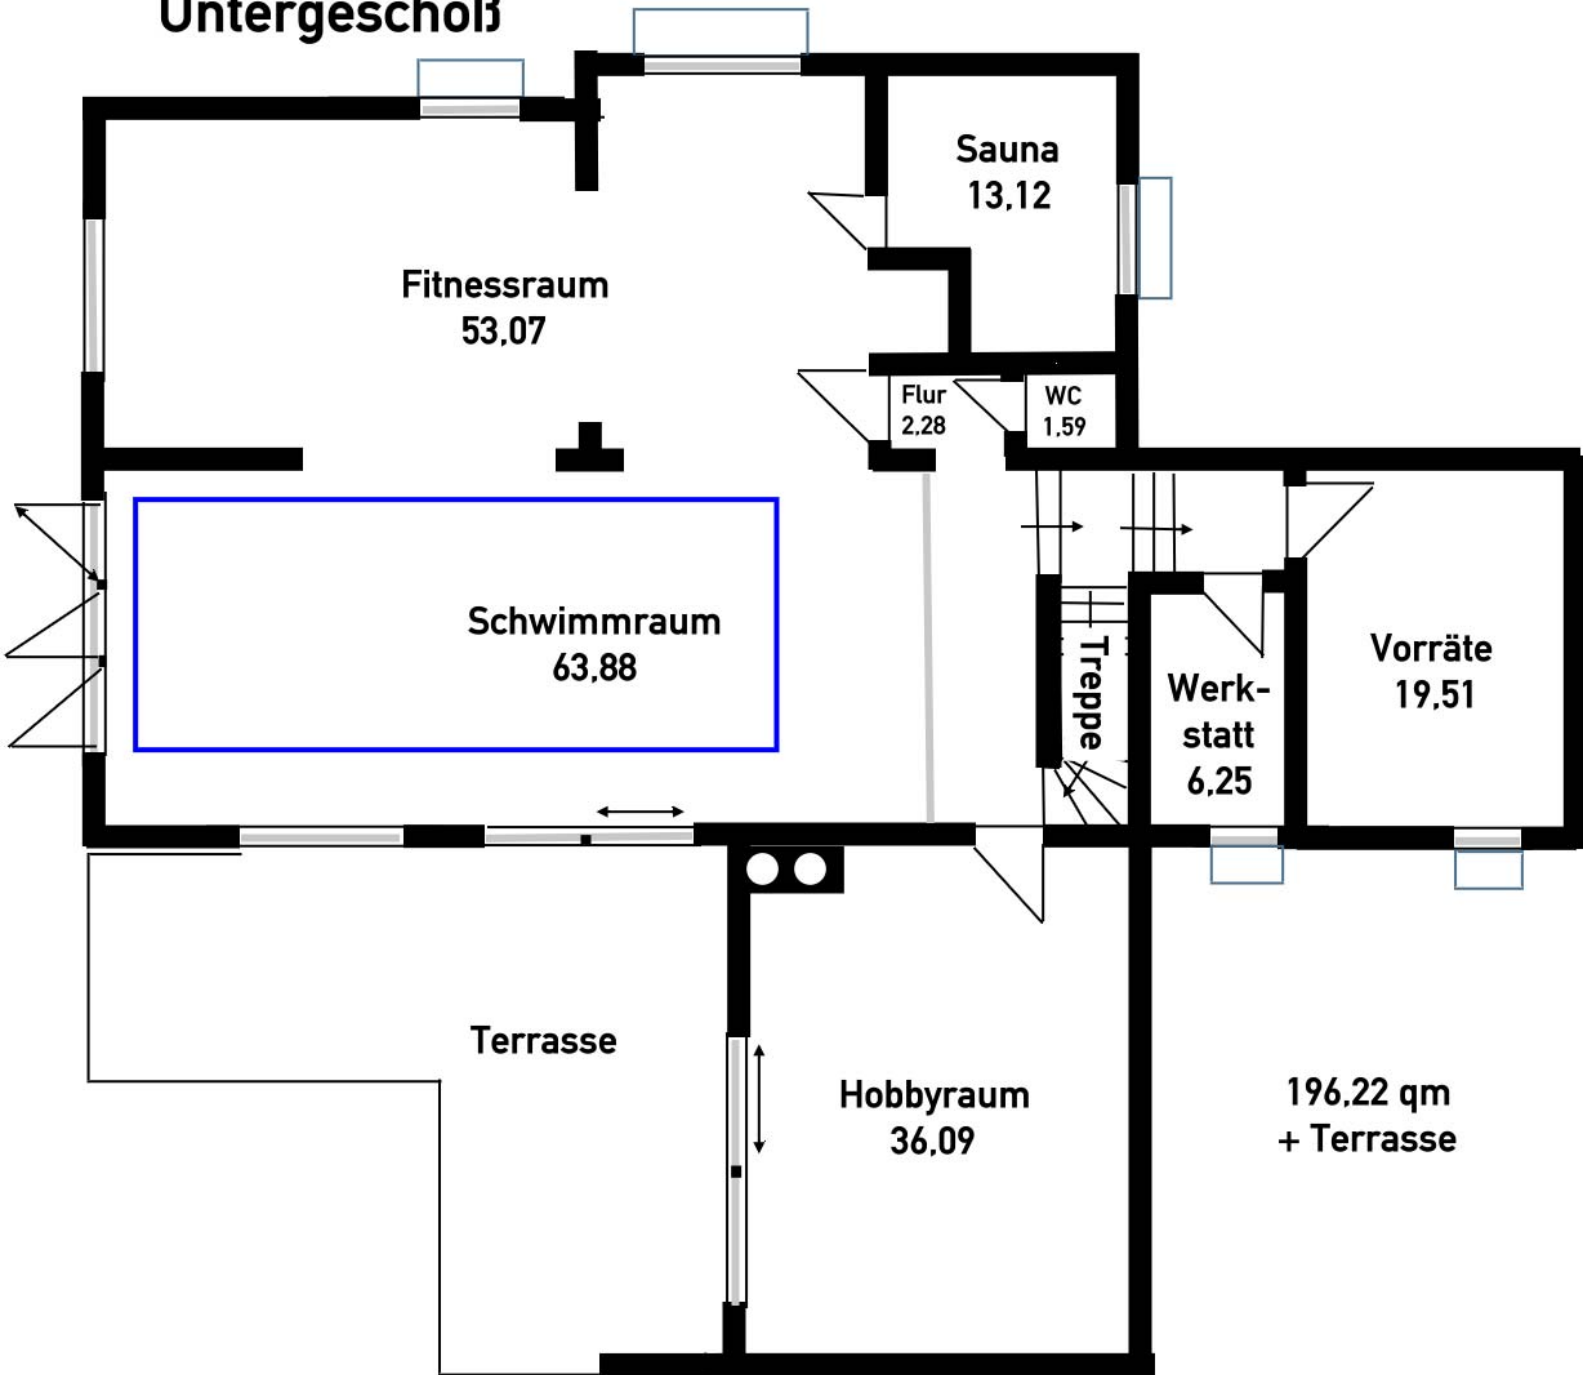 Untergeschoß
Sauna
13,12
Fitnessraum
53,07
Flur
2,28
WC
1,59
Schwimmraum
63,88
Treppe
Werk-
statt
6,25
Vorräte
19,51
Terrasse
Hobbyraum
36,09
196,22 qm
+ Terrasse